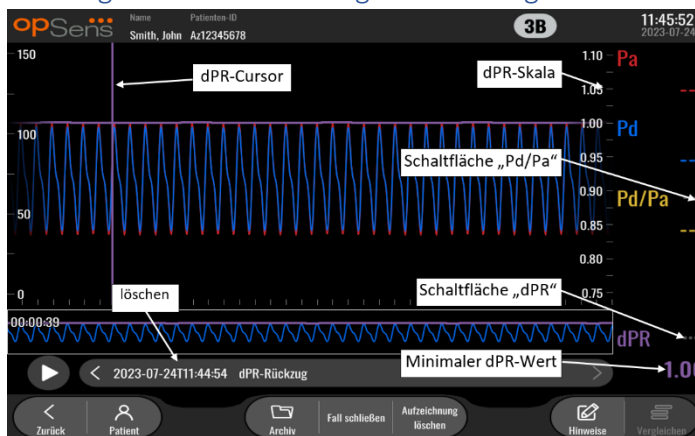 opSens
Name
Patienten-ID
Smith, John
Az12345678
3B
11:45:52
2023-07-24
150
100
50
0
dPR-Cursor
dPR-Skala
1.10
1.05
1.00
0.95
0.90
0.85
0.80
0.75
Pa
--
Pd
--
Schaltfläche „Pd/Pa“
Pd/Pa
--
löschen
Schaltfläche „dPR“
00:00:39
dPR
---
Minimaler dPR-Wert
1.0
2023-07-24T11:44:54 dPR-Rückzug
Zurück
Patient
Archiv
Fall schließen
Aufzeichnung
löschen
Hinweise
Vergleichen